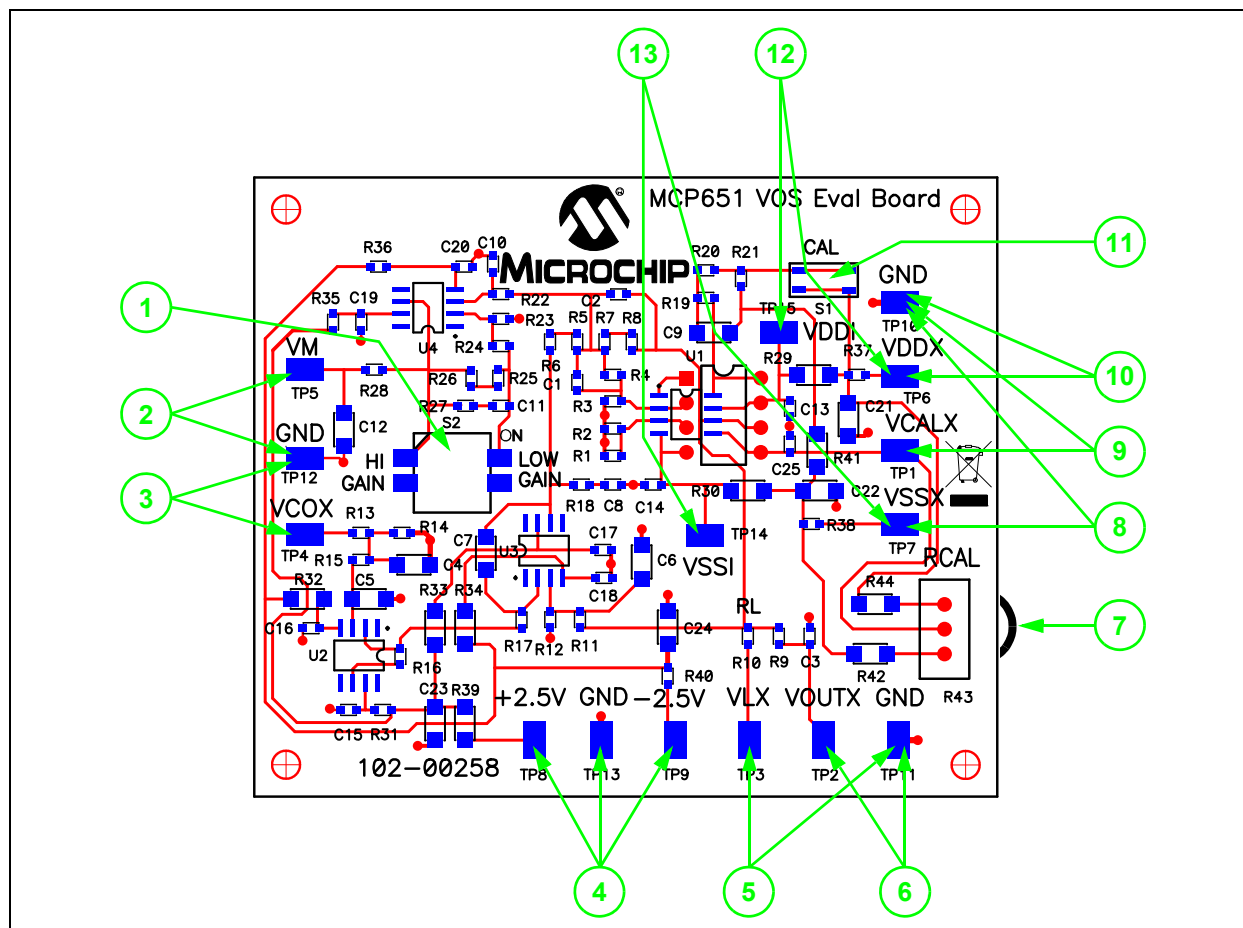 13
12
MCP651 VOS Eval Board
®
MICROCHIP
R36
C20
C10
R20
R21
CAL
11
GND
1
R35
C19
U4
R22
C2
R19
S1
TP10
R23
R5
R7
R8
C9
TP15
VDDI
VDDX
VM
R24
R6
U1
R29
R37
10
TP5
R28
R26
R25
C1
R4
TP6
2
R27
C11
R3
C13
C21
VCALX
GND
C12
S2
ON
R2
9
TP12
HI
GAIN
LOW
GAIN
R1
C25
R41
TP1
3
VCOX
R18
C8
C14
R30
C22
VSSX
8
TP4
R13
R14
C7
U3
C17
C6
TP14
R38
TP7
R15
C4
VSSI
RCAL
R32
C5
R33
R34
C18
R44
C16
R17
R12
R11
C24
RL
7
U2
R16
R10
R9
C3
R42
C23
R39
R40
R43
+2.5V
GND
-2.5V
VLX
VOUTX
GND
C15
R31
102-00258
TP8
TP13
TP9
TP3
TP2
TP11
4
5
6